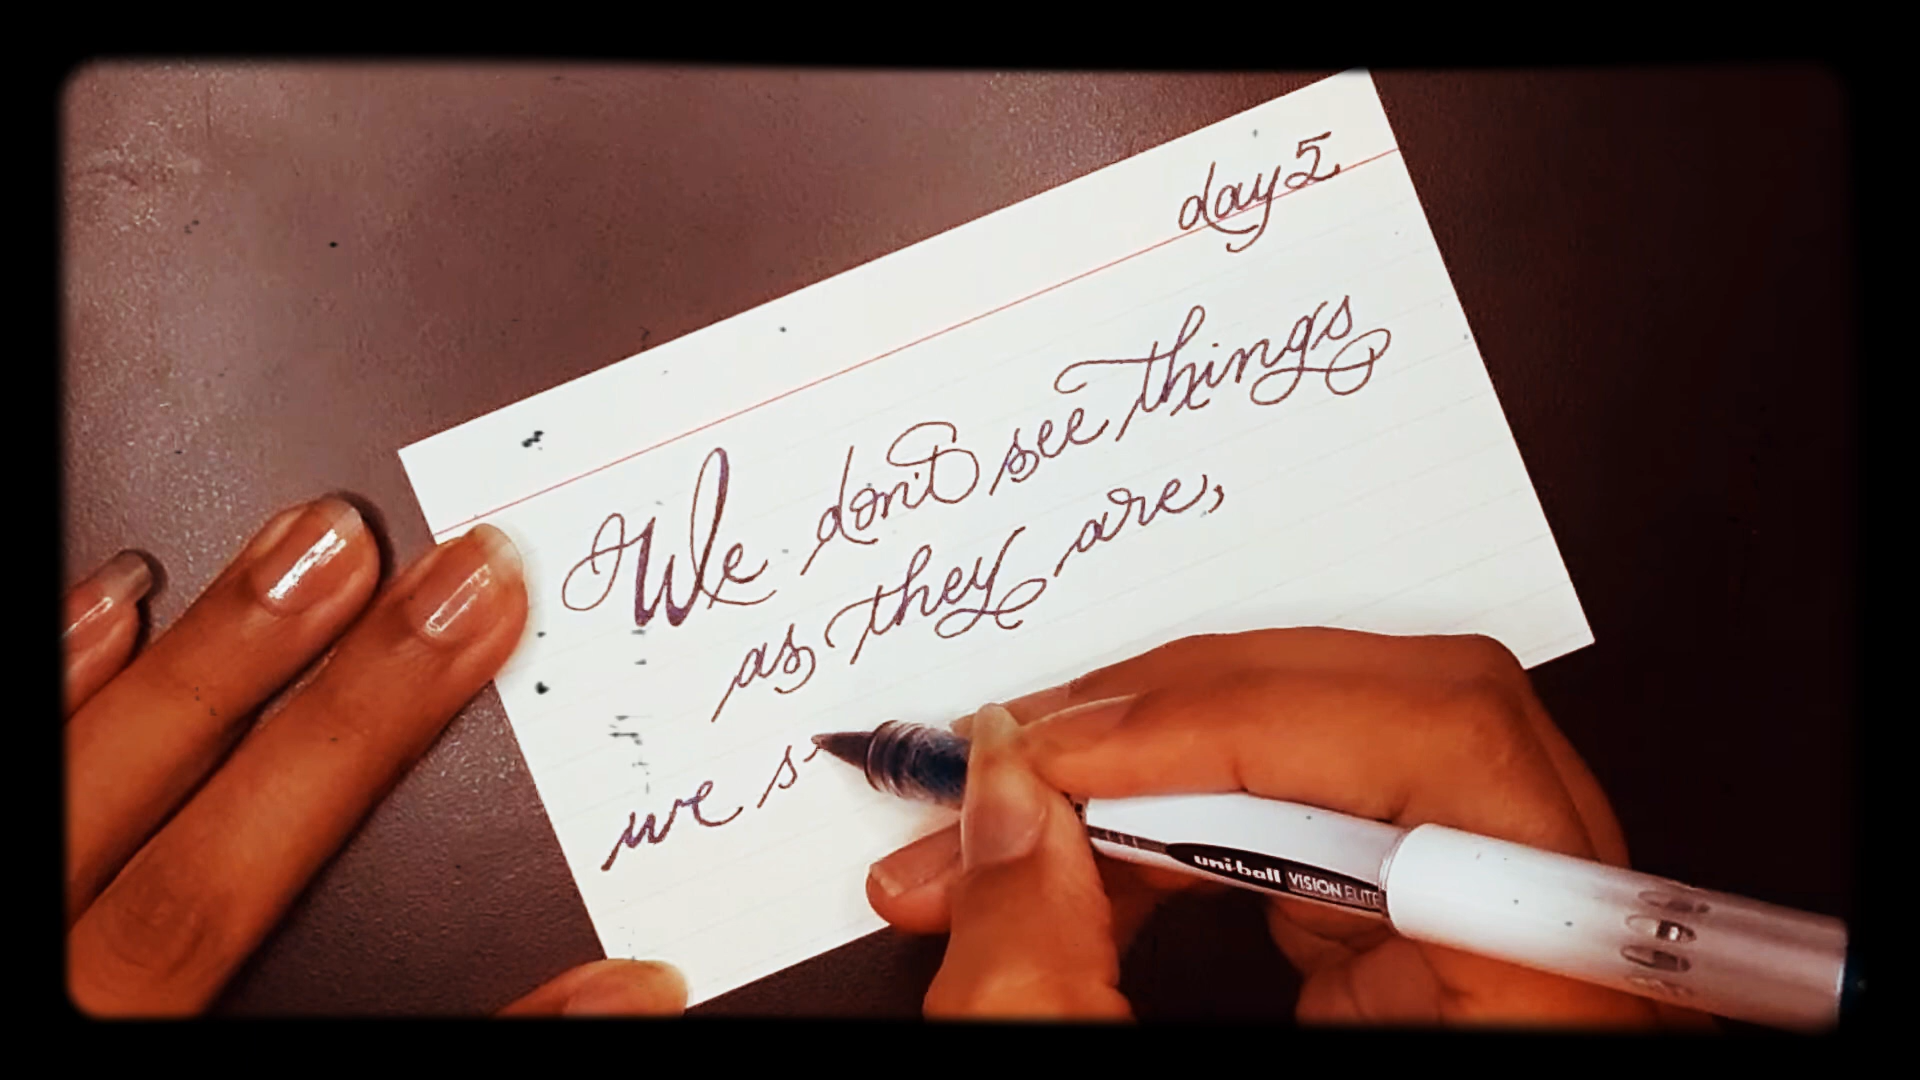 day 5
We don't see things
as they are,
we s
uni-ball VISION ELITE